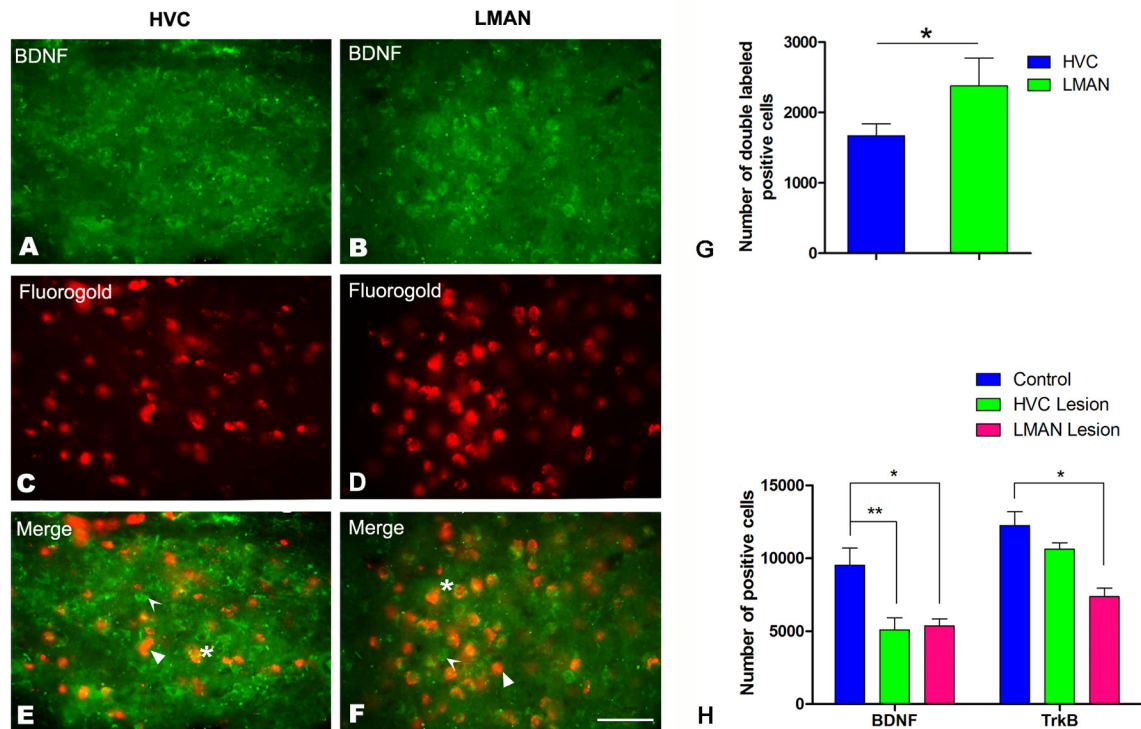 HVC
LMAN
BDNF
A
BDNF
B
Fluorogold
C
Fluorogold
D
Merge
*
E
Merge
*
F
Number of double labeled
positive cells
3000
2000
1000
0
*
HVC
LMAN
G
Control
HVC Lesion
LMAN Lesion
Number of positive cells
15000
10000
5000
0
*
**
*
BDNF
TrkB
H